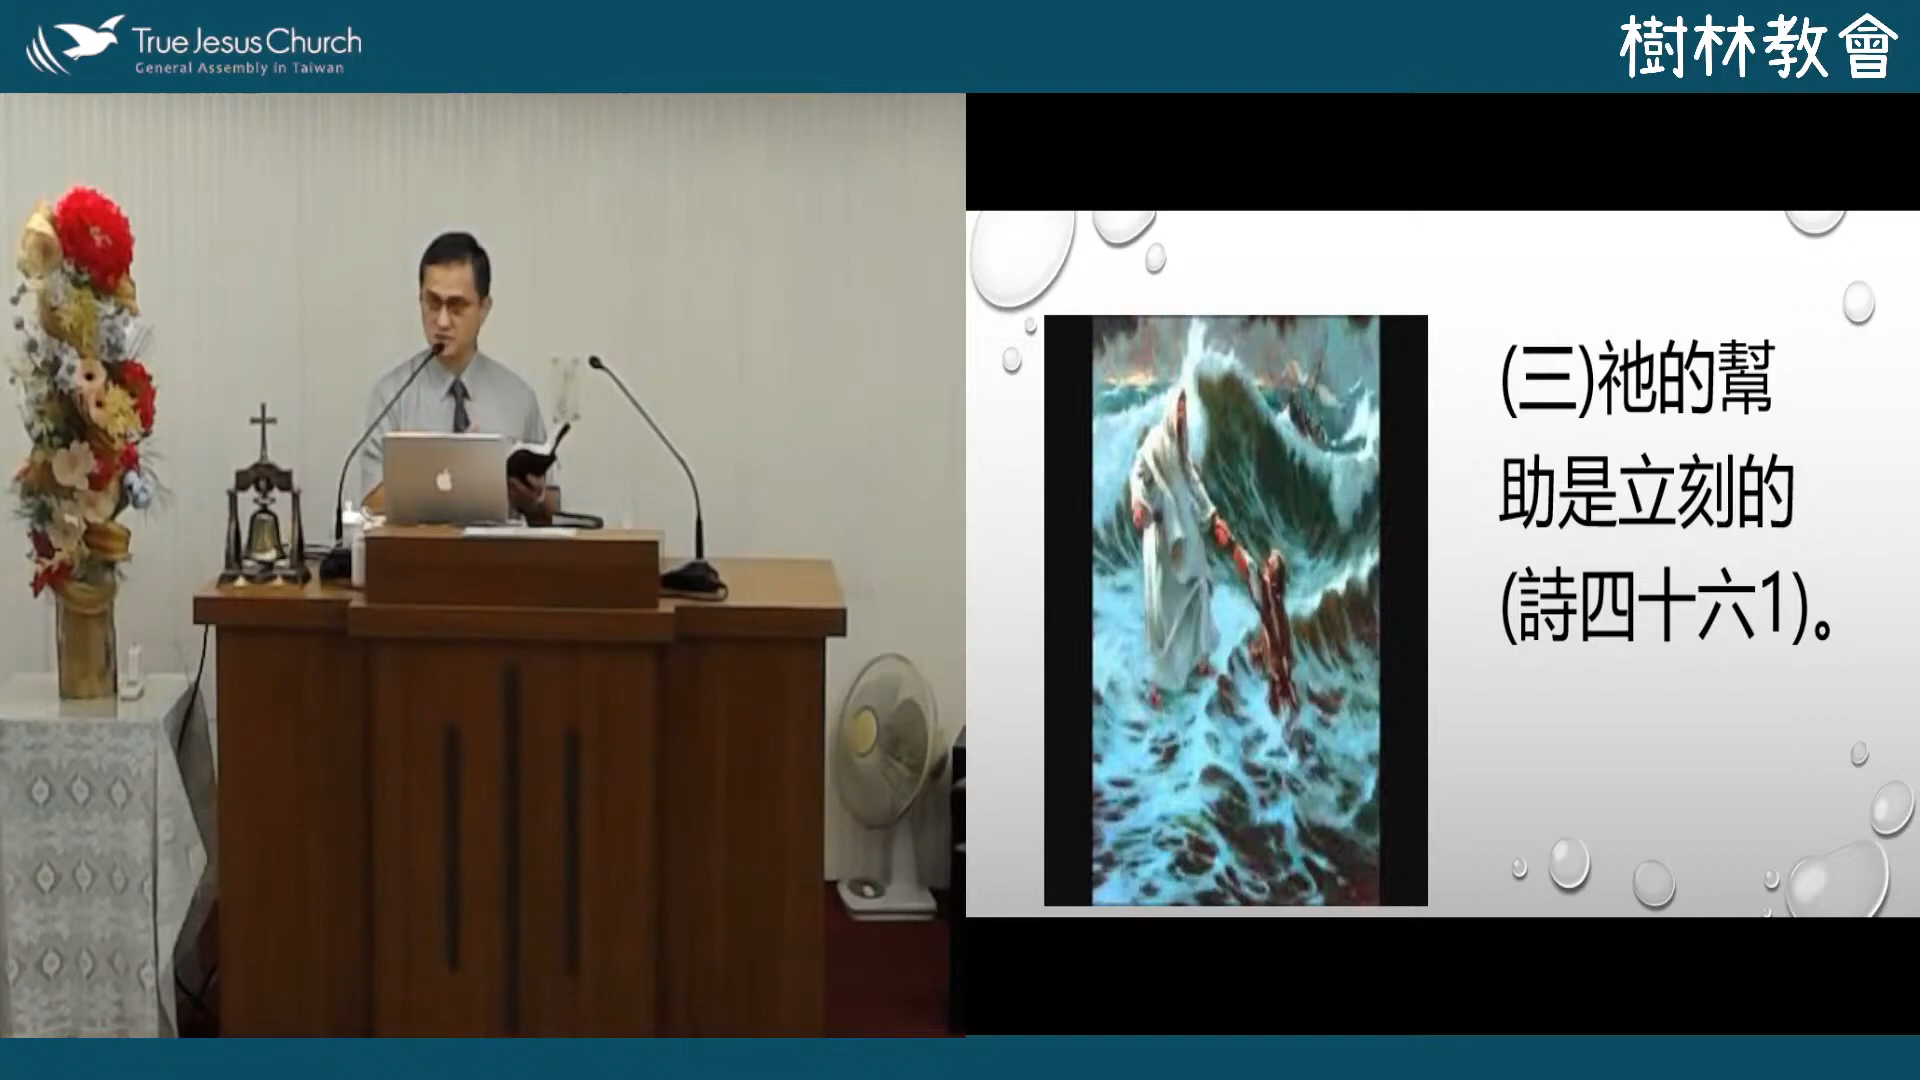 True Jesus Church
General Assembly in Taiwan
樹林教會
(三)祂的幫
助是立刻的
(詩四十六1)。